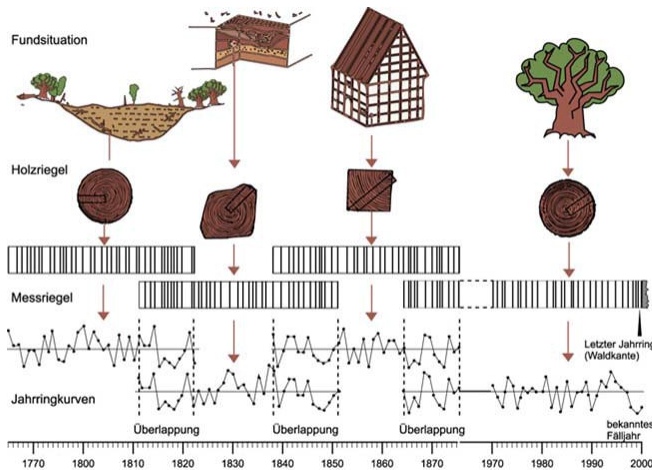 Fundsituation
Holzriegel
Messriegel
Letzter Jahrring
(Waldkante)
Jahrringkurven
Überlappung
Überlappung
Überlappung
bekanntes
Fälljahr
1770 1800 1810 1820 1830 1840 1850 1860 1870 1970 1980 1990 2000